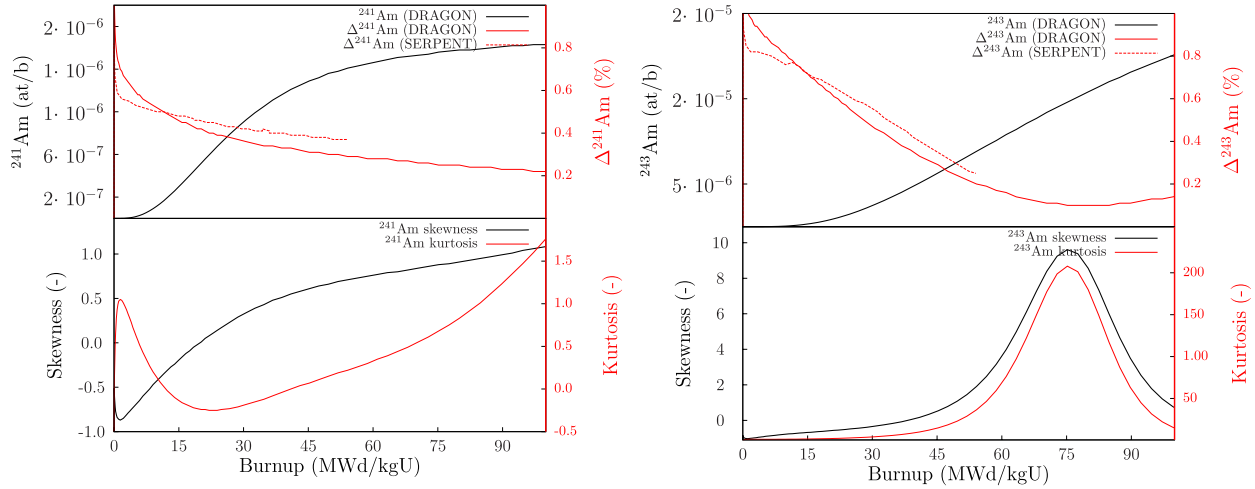 ²⁴¹Am (DRAGON)
Δ²⁴¹Am (DRAGON)
Δ²⁴¹Am (SERPENT)
2· 10⁻⁶
1· 10⁻⁶
1· 10⁻⁶
6· 10⁻⁷
2· 10⁻⁷
²⁴¹Am (at/b)
0.8
0.6
0.4
0.2
Δ²⁴¹Am (%)
²⁴¹Am skewness
²⁴¹Am kurtosis
1.0
0.5
0.0
-0.5
-1.0
Skewness (-)
1.5
1.0
0.5
0.0
-0.5
Kurtosis (-)
0 15 30 45 60 75 90
Burnup (MWd/kgU)
²⁴³Am (DRAGON)
Δ²⁴³Am (DRAGON)
Δ²⁴³Am (SERPENT)
2· 10⁻⁵
2· 10⁻⁵
5· 10⁻⁶
²⁴³Am (at/b)
0.8
0.6
0.4
0.2
Δ²⁴³Am (%)
²⁴³Am skewness
²⁴³Am kurtosis
10
8
6
4
2
0
Skewness (-)
200
150
1.00
50
Kurtosis (-)
0 15 30 45 60 75 90
Burnup (MWd/kgU)